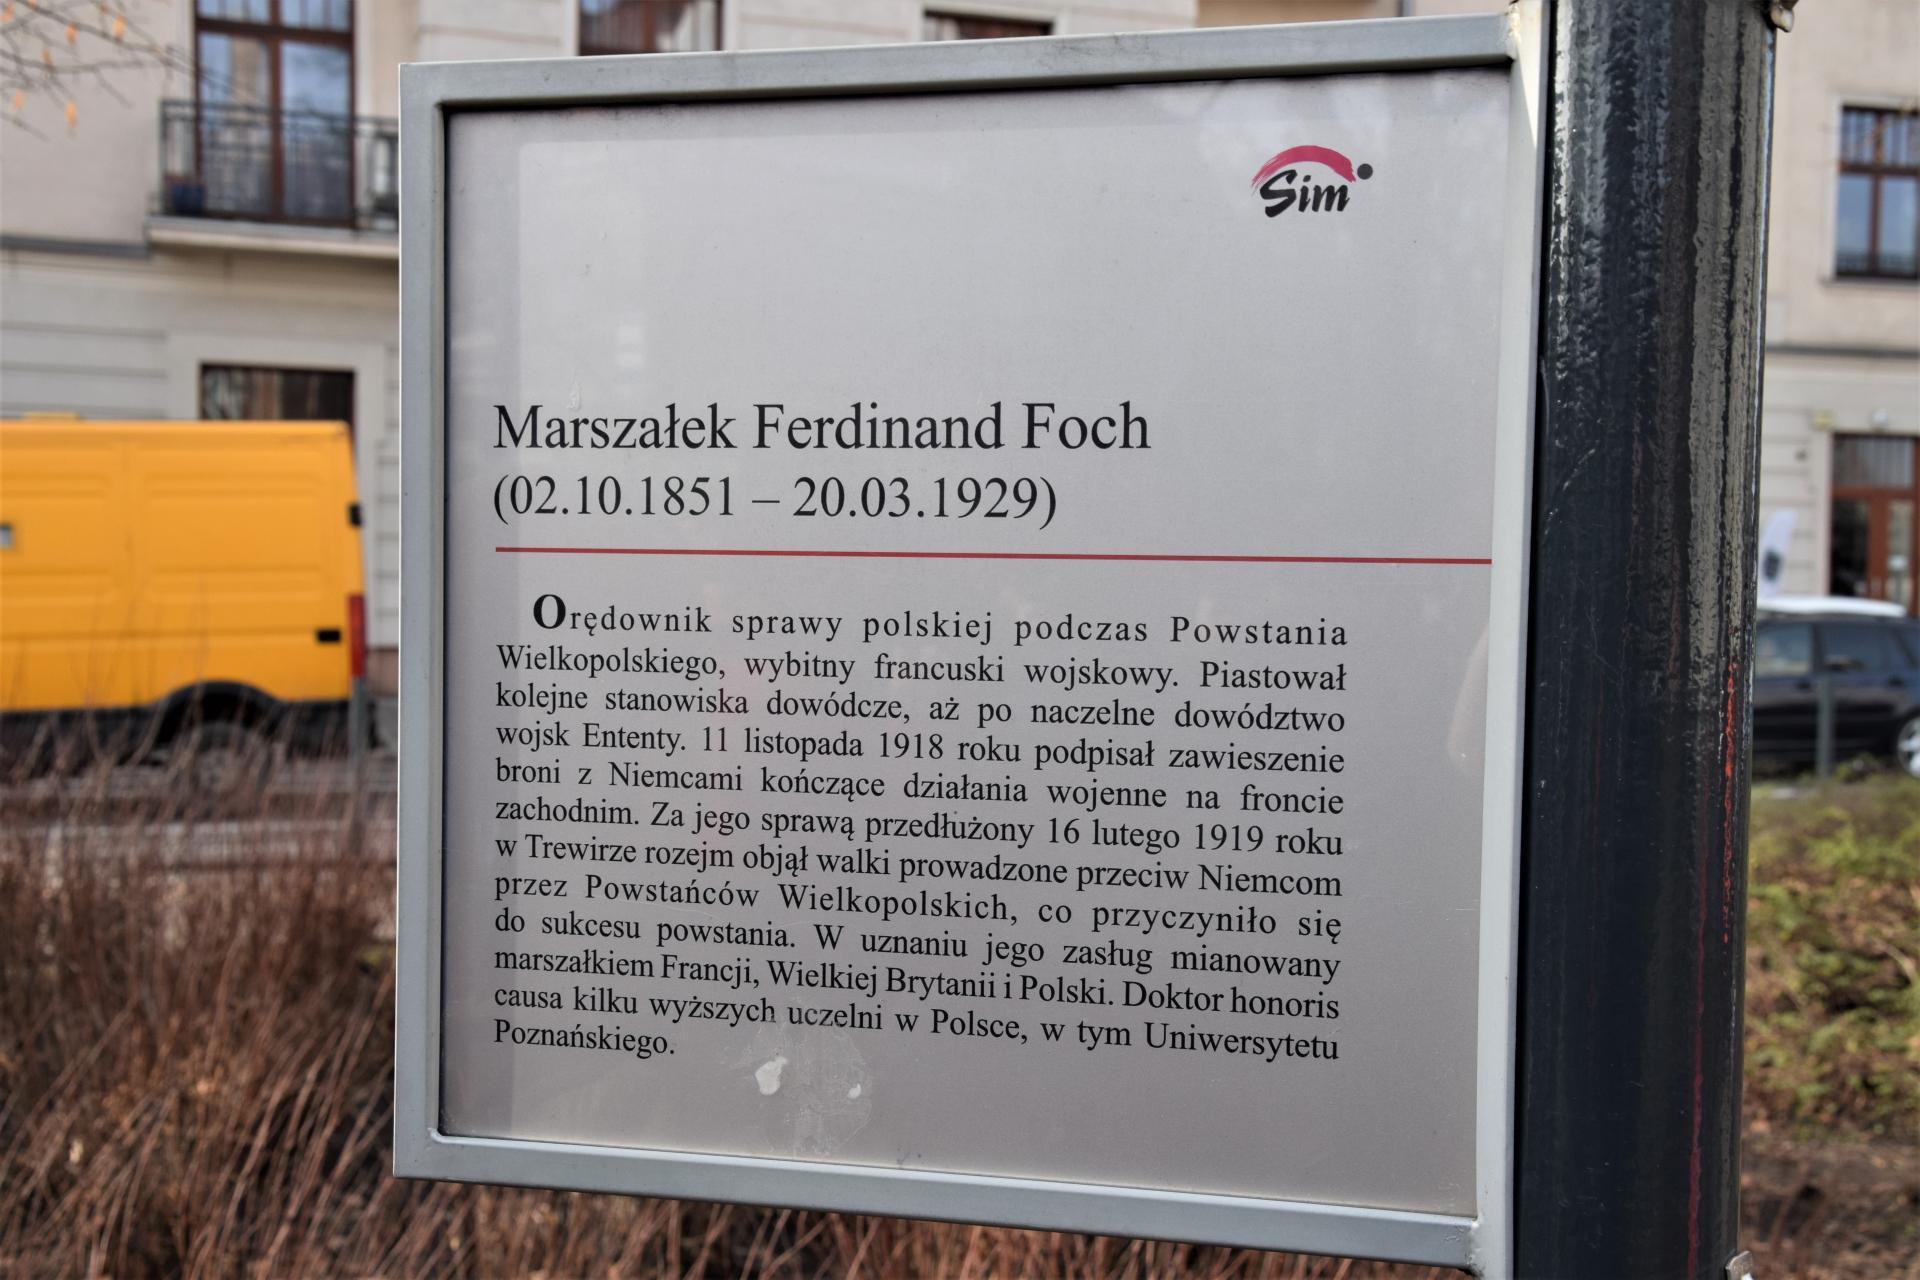 Sim
Marszałek Ferdinand Foch
(02.10.1851 – 20.03.1929)
Orędownik sprawy polskiej podczas Powstania
Wielkopolskiego, wybitny francuski wojskowy. Piastował
kolejne stanowiska dowódcze, aż po naczelne dowództwo
wojsk Ententy. 11 listopada 1918 roku podpisał zawieszenie
broni z Niemcami kończące działania wojenne na froncie
zachodnim. Za jego sprawą przedłużony 16 lutego 1919 roku
w Trewirze rozejm objął walki prowadzone przeciw Niemcom
przez Powstańców Wielkopolskich, co przyczyniło się
do sukcesu powstania. W uznaniu jego zasług mianowany
marszałkiem Francji, Wielkiej Brytanii i Polski. Doktor honoris
causa kilku wyższych uczelni w Polsce, w tym Uniwersytetu
Poznańskiego.